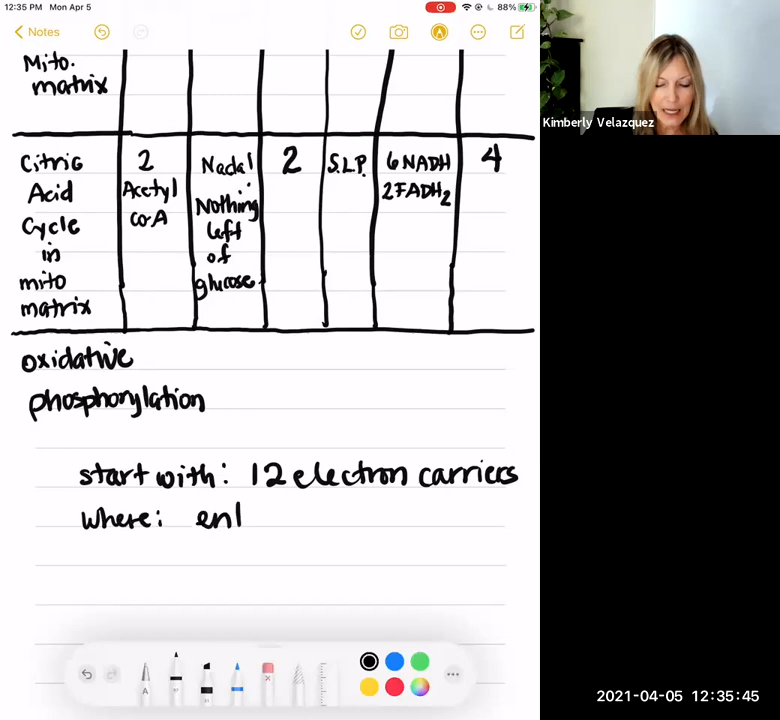 12:35 PM Mon Apr 5
88%
Notes
Mito.
matrix
Citric
Acid
Cycle
in
mito
matrix
2
Acetyl
coA
Nada!
Nothing
left
of
glucose
2
S.L.P.
6 NADH
2 FADH2
4
oxidative
phosphorylation
start with: 12 electron carriers
where: enl
A
Kimberly Velazquez
2021-04-05 12:35:45